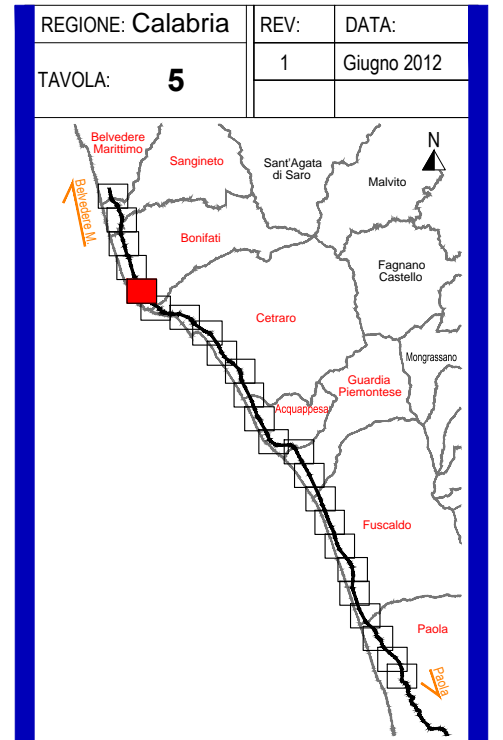 REGIONE: Calabria
REV:
DATA:
TAVOLA: 5
1
Giugno 2012
N
Belvedere
Marittimo
Sangineto
Sant'Agata
di Saro
Malvito
Belvedere M.
Bonifati
Fagnano
Castello
Cetraro
Mongrassano
Guardia
Piemontese
Acquappesa
Fuscaldo
Paola
Paola